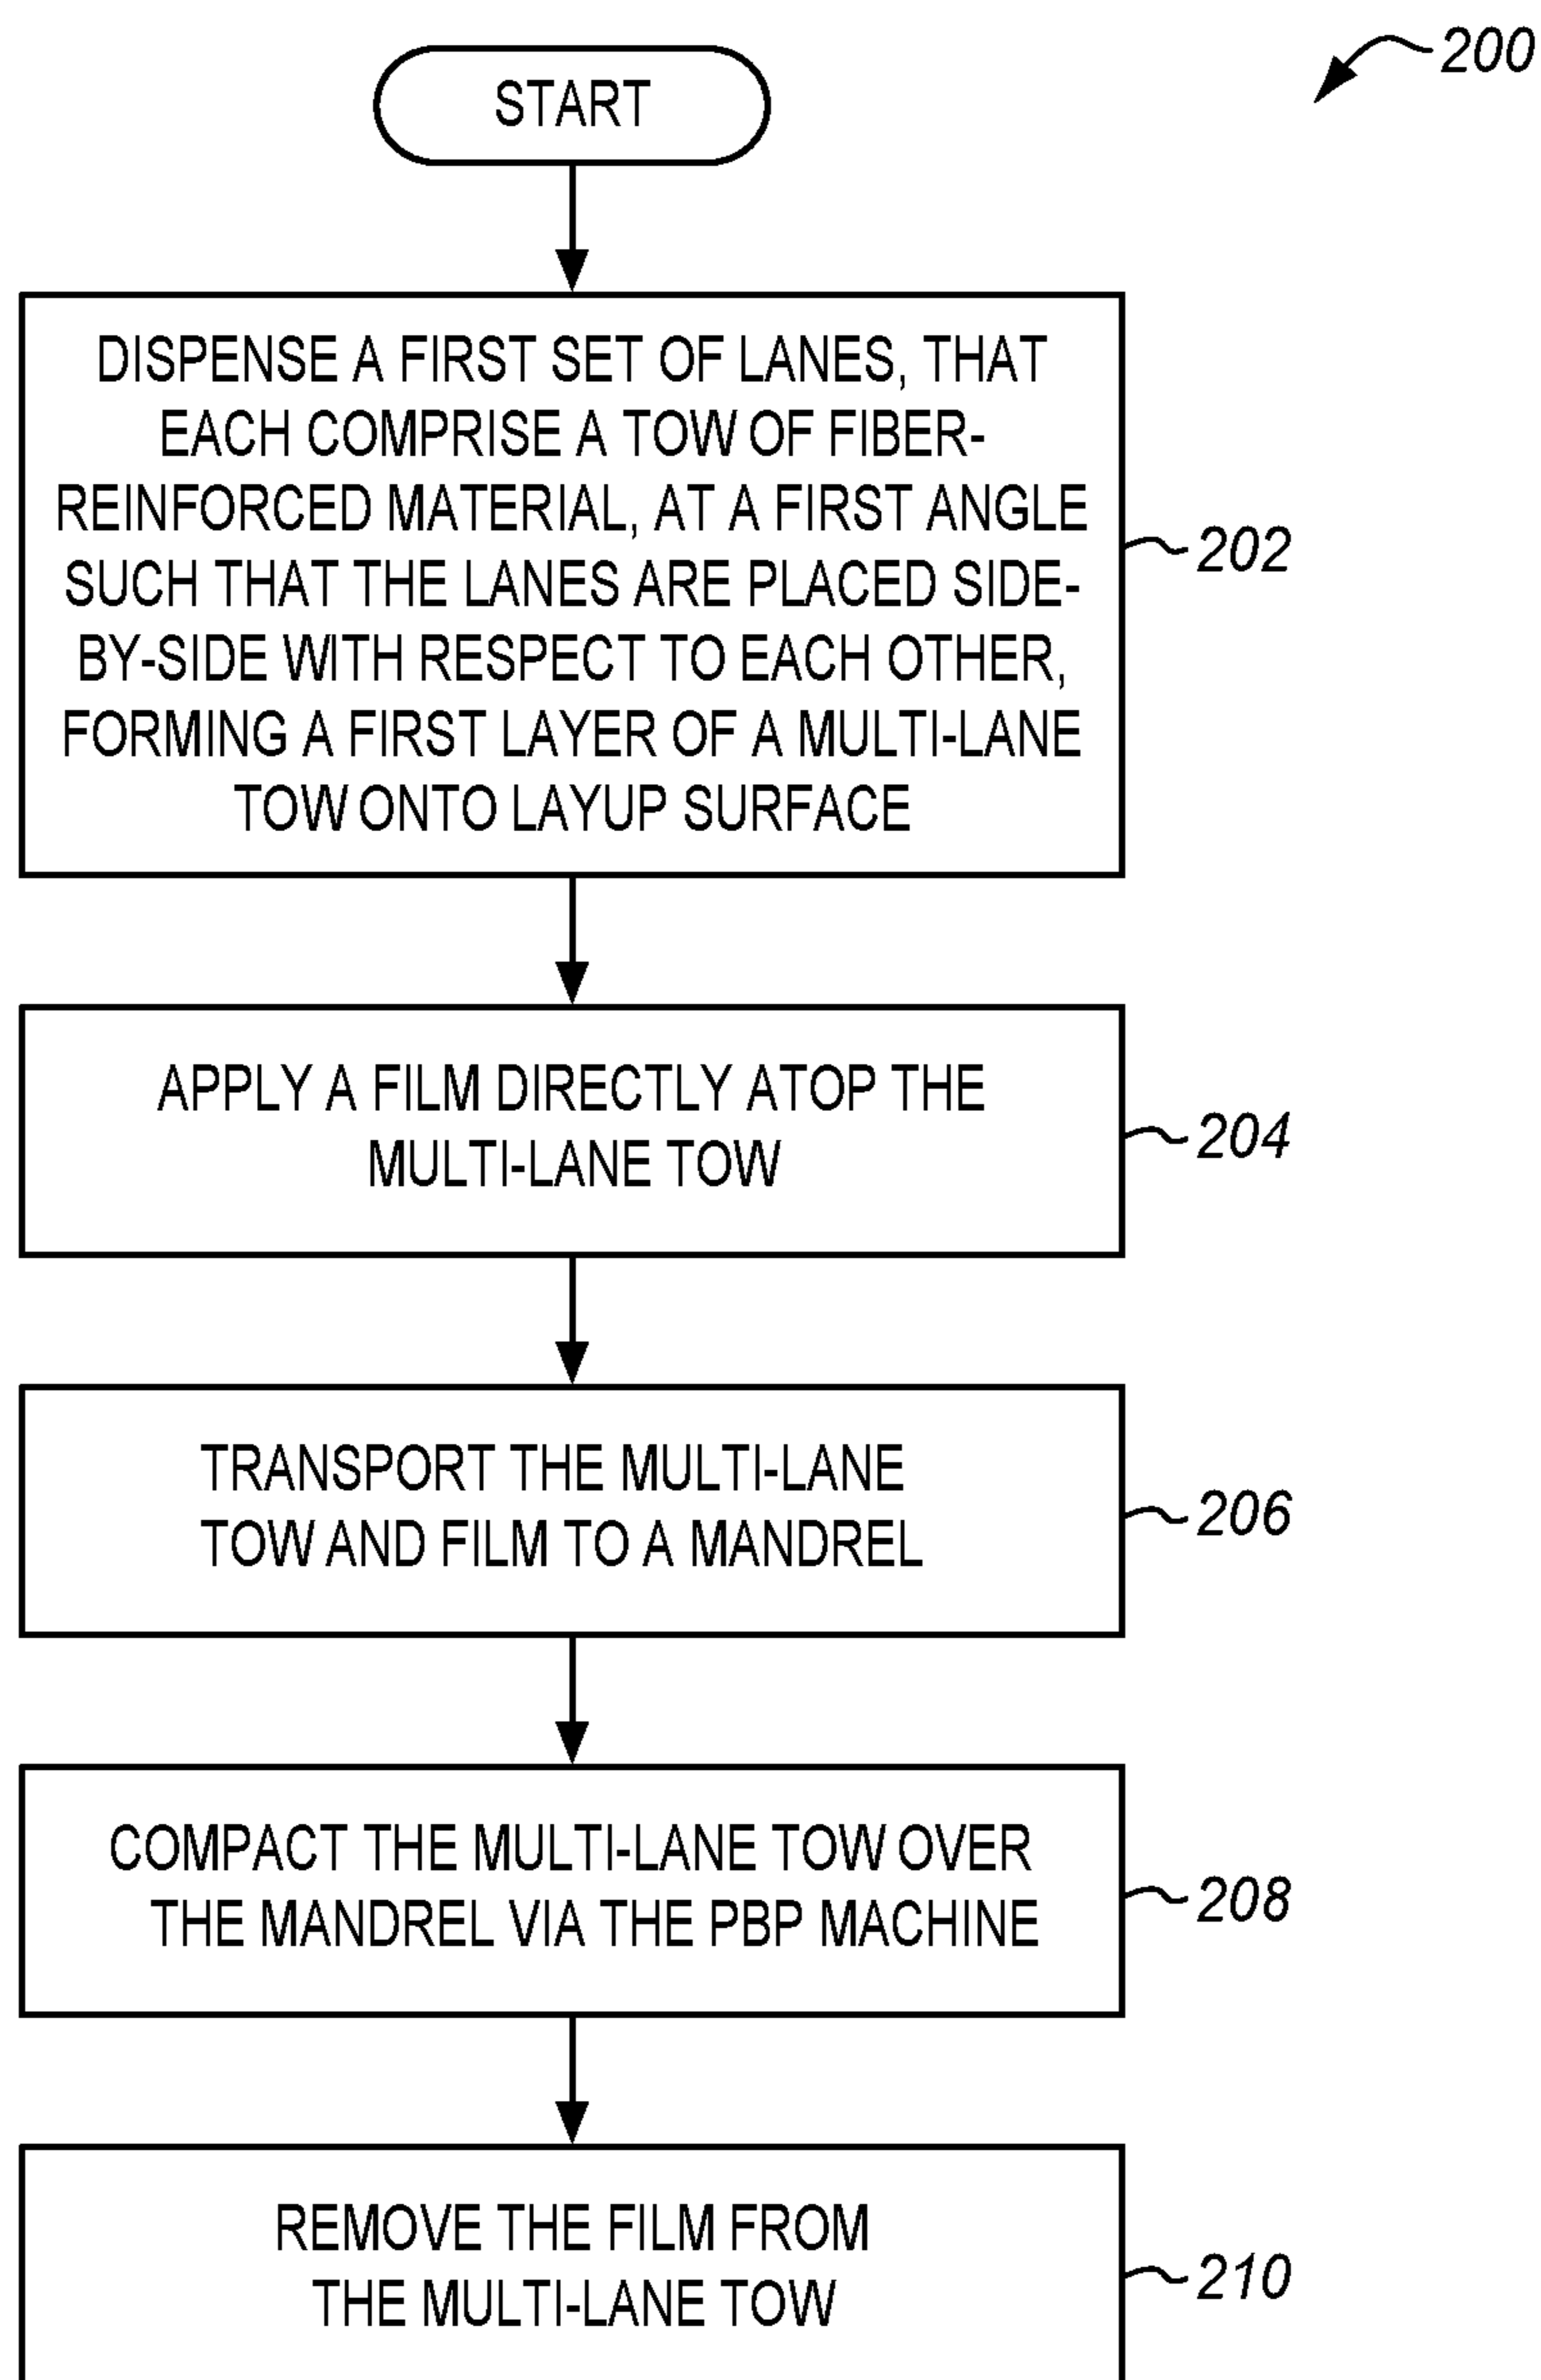 200
START
DISPENSE A FIRST SET OF LANES, THAT
EACH COMPRISE A TOW OF FIBER-
REINFORCED MATERIAL, AT A FIRST ANGLE
SUCH THAT THE LANES ARE PLACED SIDE-
BY-SIDE WITH RESPECT TO EACH OTHER,
FORMING A FIRST LAYER OF A MULTI-LANE
TOW ONTO LAYUP SURFACE
202
APPLY A FILM DIRECTLY ATOP THE
MULTI-LANE TOW
204
TRANSPORT THE MULTI-LANE
TOW AND FILM TO A MANDREL
206
COMPACT THE MULTI-LANE TOW OVER
THE MANDREL VIA THE PBP MACHINE
208
REMOVE THE FILM FROM
THE MULTI-LANE TOW
210